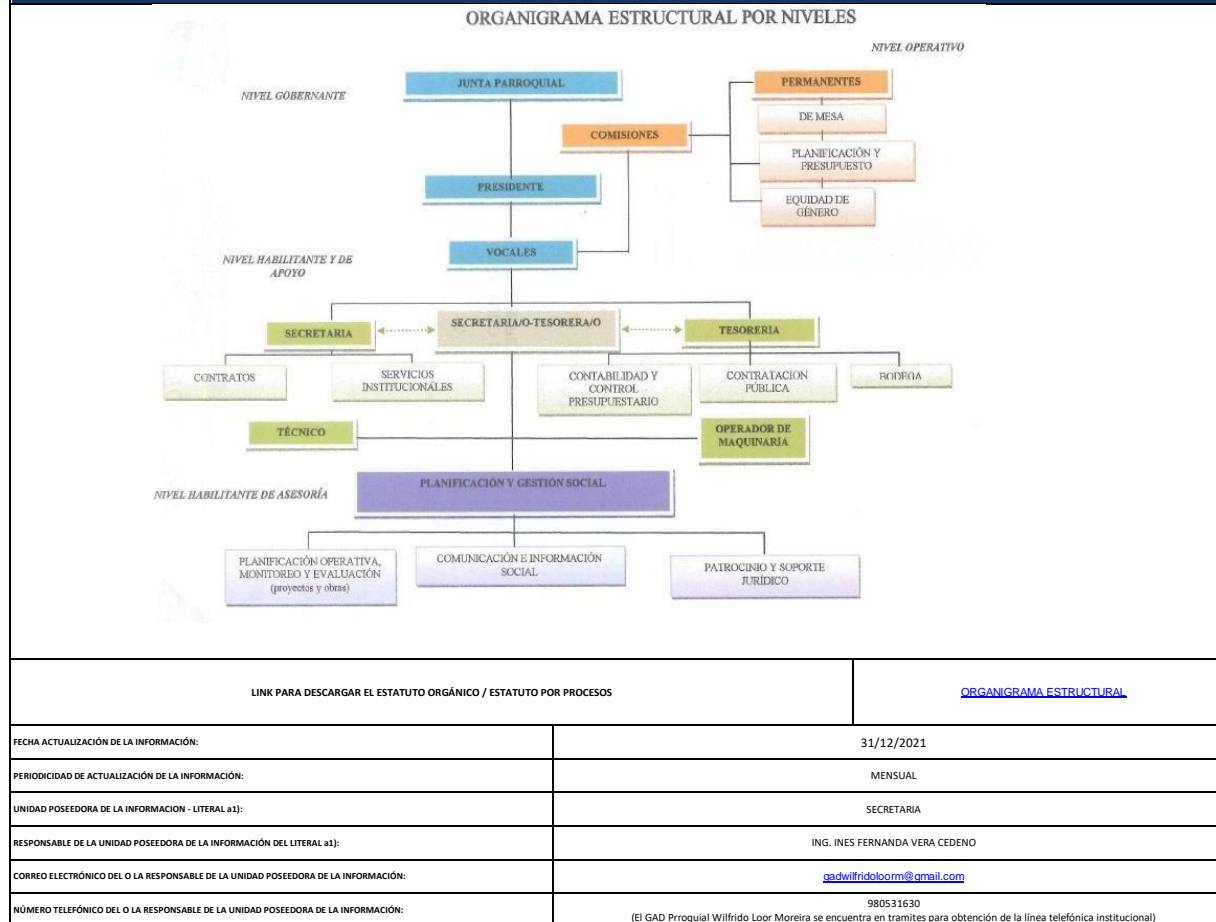 ORGANIGRAMA ESTRUCTURAL POR NIVELES
NIVEL OPERATIVO
NIVEL GOBERNANTE
JUNTA PARROQUIAL
PERMANENTES
DE MESA
COMISIONES
PLANIFICACIÓN Y
PRESUPUESTO
PRESIDENTE
EQUIDAD DE
GÉNERO
VOCALES
NIVEL HABILITANTE Y DE
APOYO
SECRETARIA
SECRETARIA/O-TESORERA/O
TESORERIA
CONTRATOS
SERVICIOS
INSTITUCIONALES
CONTABILIDAD Y
CONTROL
PRESUPUESTARIO
CONTRATACION
PÚBLICA
BODEGA
TÉCNICO
OPERADOR DE
MAQUINARIA
NIVEL HABILITANTE DE ASESORÍA
PLANIFICACIÓN Y GESTIÓN SOCIAL
PLANIFICACIÓN OPERATIVA,
MONITOREO Y EVALUACIÓN
(proyectos y obras)
COMUNICACIÓN E INFORMACIÓN
SOCIAL
PATROCINIO Y SOPORTE
JURÍDICO
LINK PARA DESCARGAR EL ESTATUTO ORGÁNICO / ESTATUTO POR PROCESOS
ORGANIGRAMA ESTRUCTURAL
FECHA ACTUALIZACIÓN DE LA INFORMACIÓN:
31/12/2021
PERIODICIDAD DE ACTUALIZACIÓN DE LA INFORMACIÓN:
MENSUAL
UNIDAD POSEEDORA DE LA INFORMACION - LITERAL a1):
SECRETARIA
RESPONSABLE DE LA UNIDAD POSEEDORA DE LA INFORMACIÓN DEL LITERAL a1):
ING. INES FERNANDA VERA CEDENO
CORREO ELECTRÓNICO DEL O LA RESPONSABLE DE LA UNIDAD POSEEDORA DE LA INFORMACIÓN:
gadwilfridoloorm@gmail.com
NÚMERO TELEFÓNICO DEL O LA RESPONSABLE DE LA UNIDAD POSEEDORA DE LA INFORMACIÓN:
980531630
(El GAD Prroquial Wilfrido Loor Moreira se encuentra en tramites para obtención de la línea telefónica institucional)